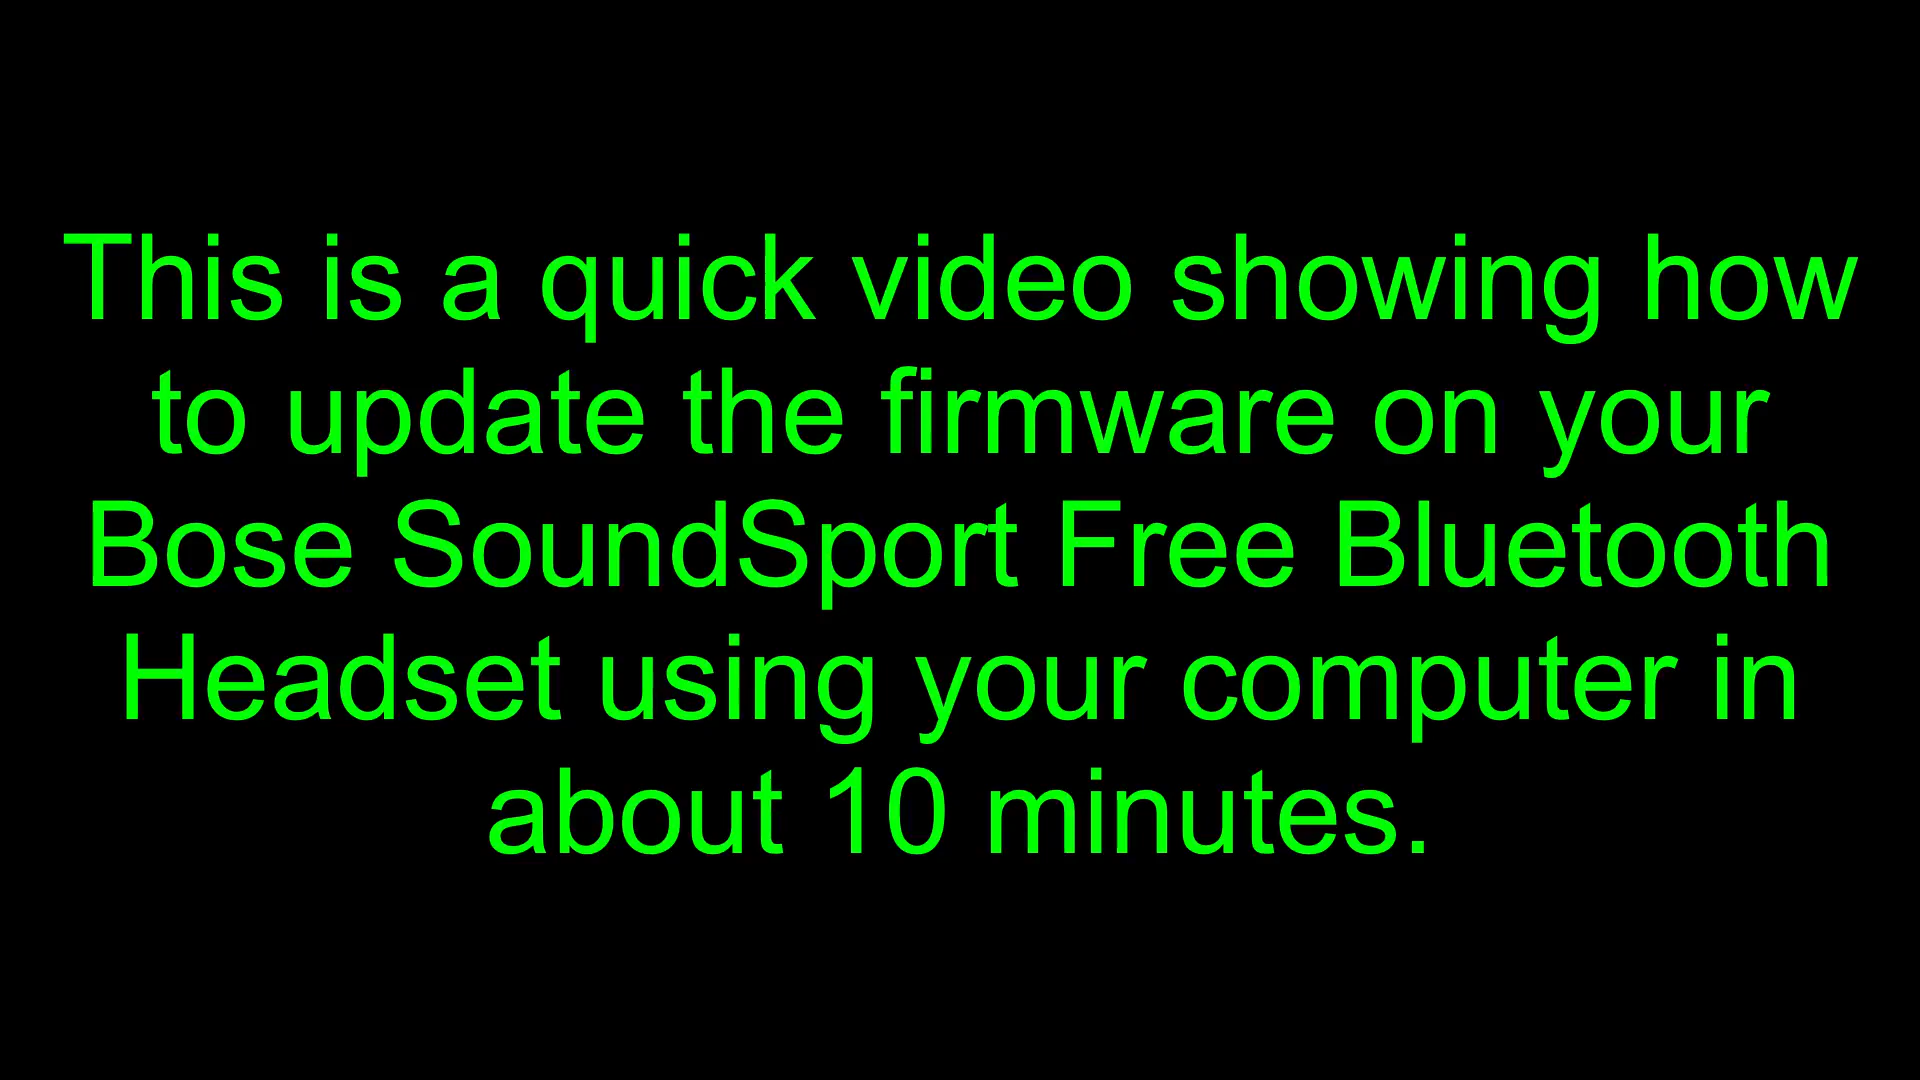 This is a quick video showing how
to update the firmware on your
Bose SoundSport Free Bluetooth
Headset using your computer in
about 10 minutes.